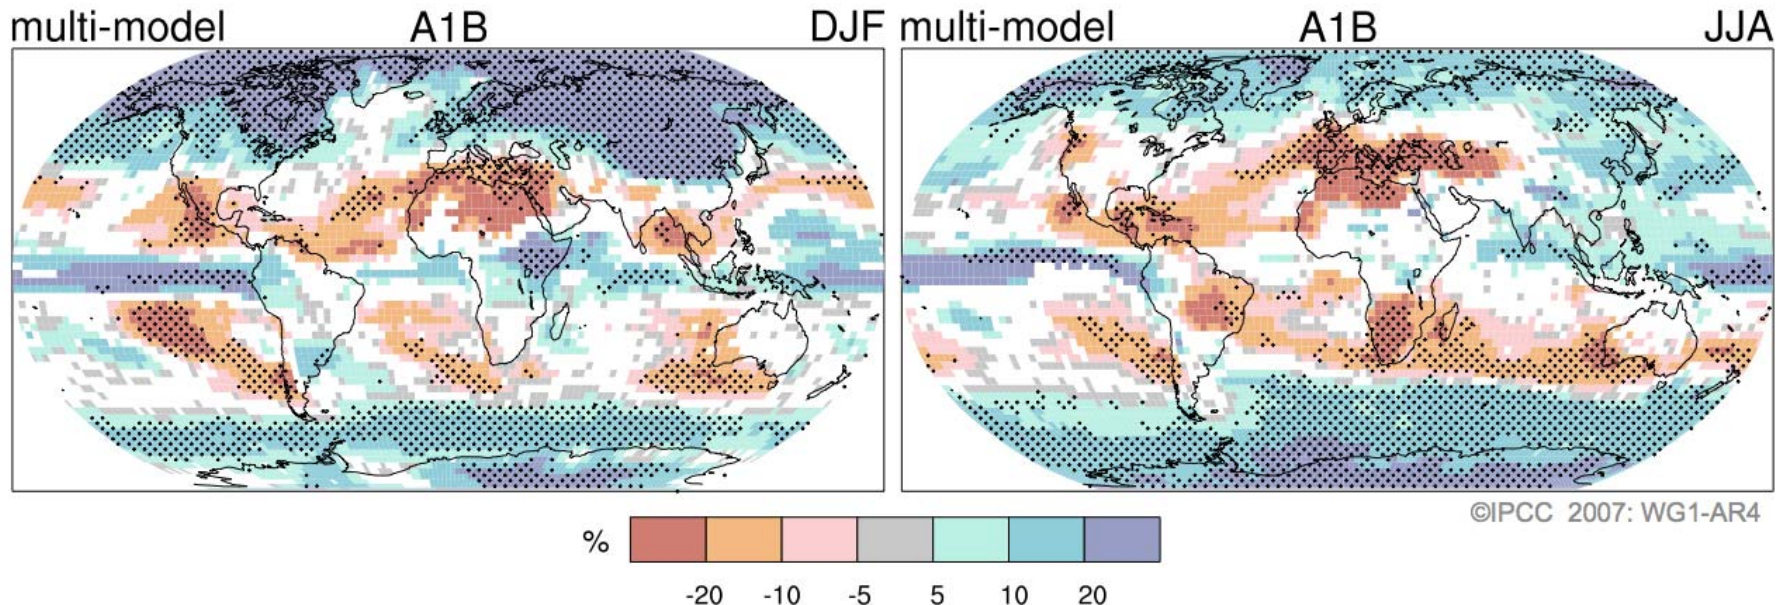 multi-model A1B DJF
multi-model A1B JJA
©IPCC 2007: WG1-AR4
%
-20 -10 -5 5 10 20